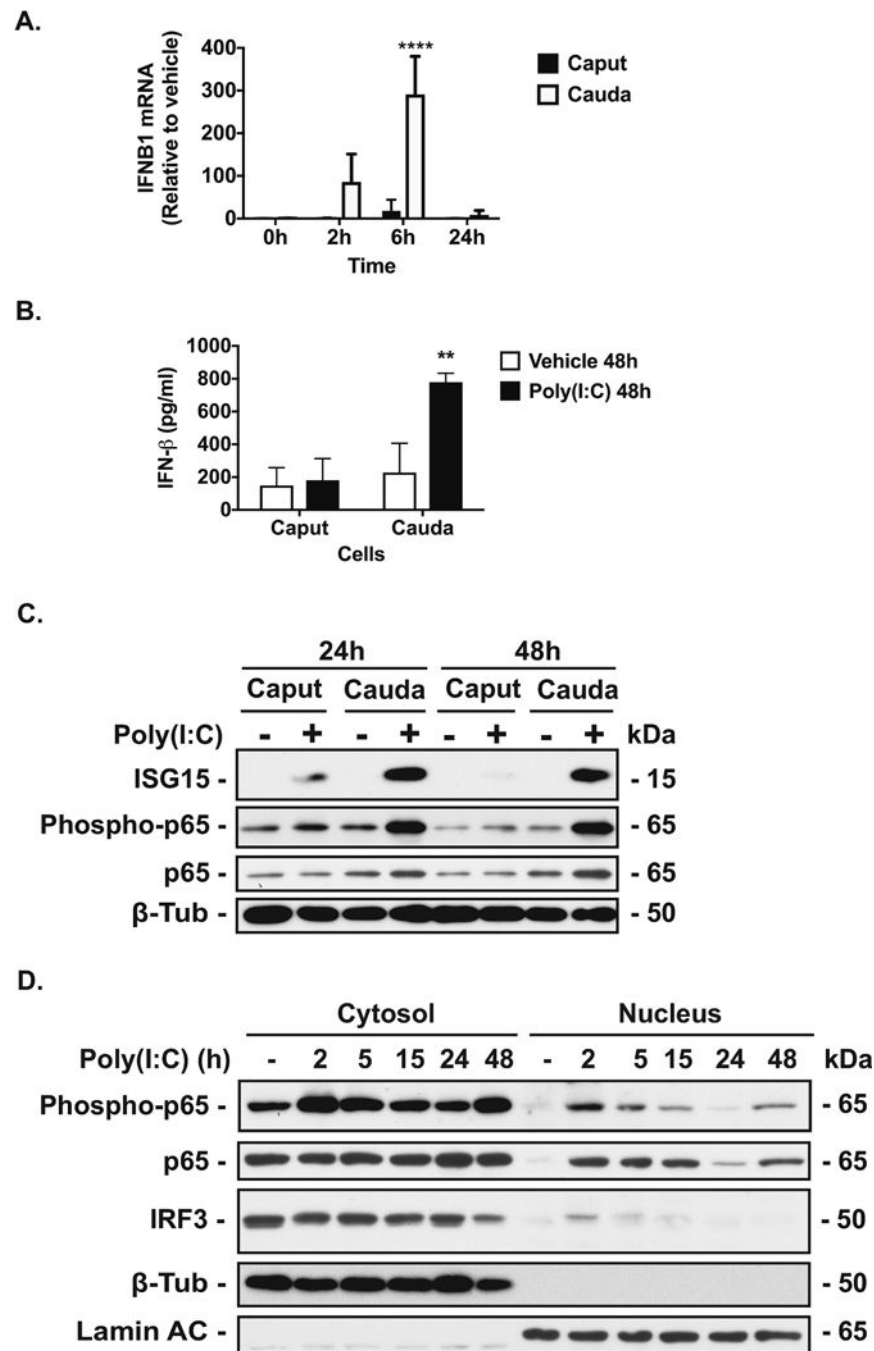 A.
IFNB1 mRNA
(Relative to vehicle)
400
300
200
100
0
****
0h 2h 6h 24h
Time
Caput
Cauda
B.
IFN-β (pg/ml)
1000
800
600
400
200
0
**
Caput Cauda
Cells
Vehicle 48h
Poly(I:C) 48h
C.
24h 48h
Caput Cauda Caput Cauda
Poly(I:C) - + - + - + - + kDa
ISG15 - - 15
Phospho-p65 - - 65
p65 - - 65
β-Tub - - 50
D.
Cytosol Nucleus
Poly(I:C) (h) - 2 5 15 24 48 - 2 5 15 24 48 kDa
Phospho-p65 - - 65
p65 - - 65
IRF3 - - 50
β-Tub - - 50
Lamin AC - - 65